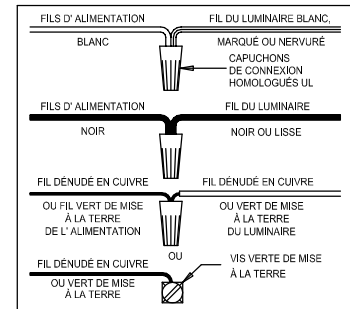 FILS D' ALIMENTATION
FIL DU LUMINAIRE BLANC,
BLANC
MARQUÉ OU NERVURÉ
CAPUCHONS
DE CONNEXION
HOMOLOGUÉS UL
FILS D' ALIMENTATION
FIL DU LUMINAIRE
NOIR
NOIR OU LISSE
FIL DÉNUDÉ EN CUIVRE
FIL DÉNUDÉ EN CUIVRE
OU FIL VERT DE MISE
À LA TERRE
DE L' ALIMENTATION
OU VERT DE MISE
À LA TERRE
DU LUMINAIRE
OU
FIL DÉNUDÉ EN CUIVRE
OU VERT DE MISE
À LA TERRE
VIS VERTE DE MISE
À LA TERRE